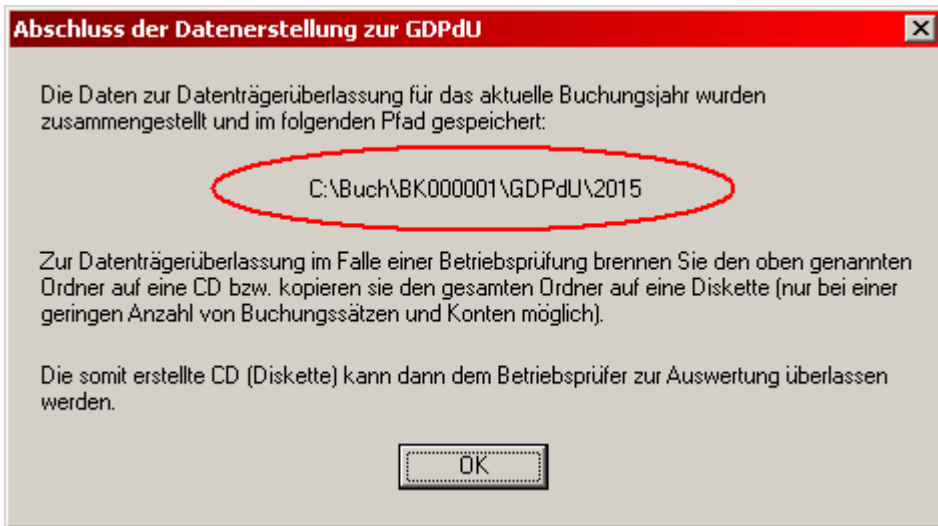 Abschluss der Datenerstellung zur GDPdU
Die Daten zur Datenträgerüberlassung für das aktuelle Buchungsjahr wurden
zusammengestellt und im folgenden Pfad gespeichert:
C:\Buch\BK000001\GDPdU\2015
Zur Datenträgerüberlassung im Falle einer Betriebsprüfung brennen Sie den oben genannten
Ordner auf eine CD bzw. kopieren sie den gesamten Ordner auf eine Diskette (nur bei einer
geringen Anzahl von Buchungssätzen und Konten möglich).
Die somit erstellte CD (Diskette) kann dann dem Betriebsprüfer zur Auswertung überlassen
werden.
OK